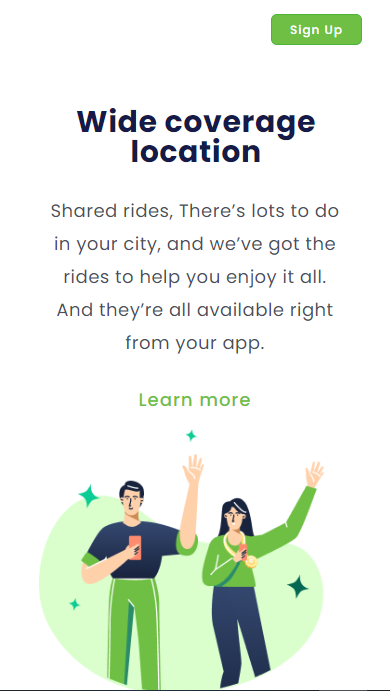 Sign Up
Wide coverage
location
Shared rides, There’s lots to do
in your city, and we’ve got the
rides to help you enjoy it all.
And they’re all available right
from your app.
Learn more